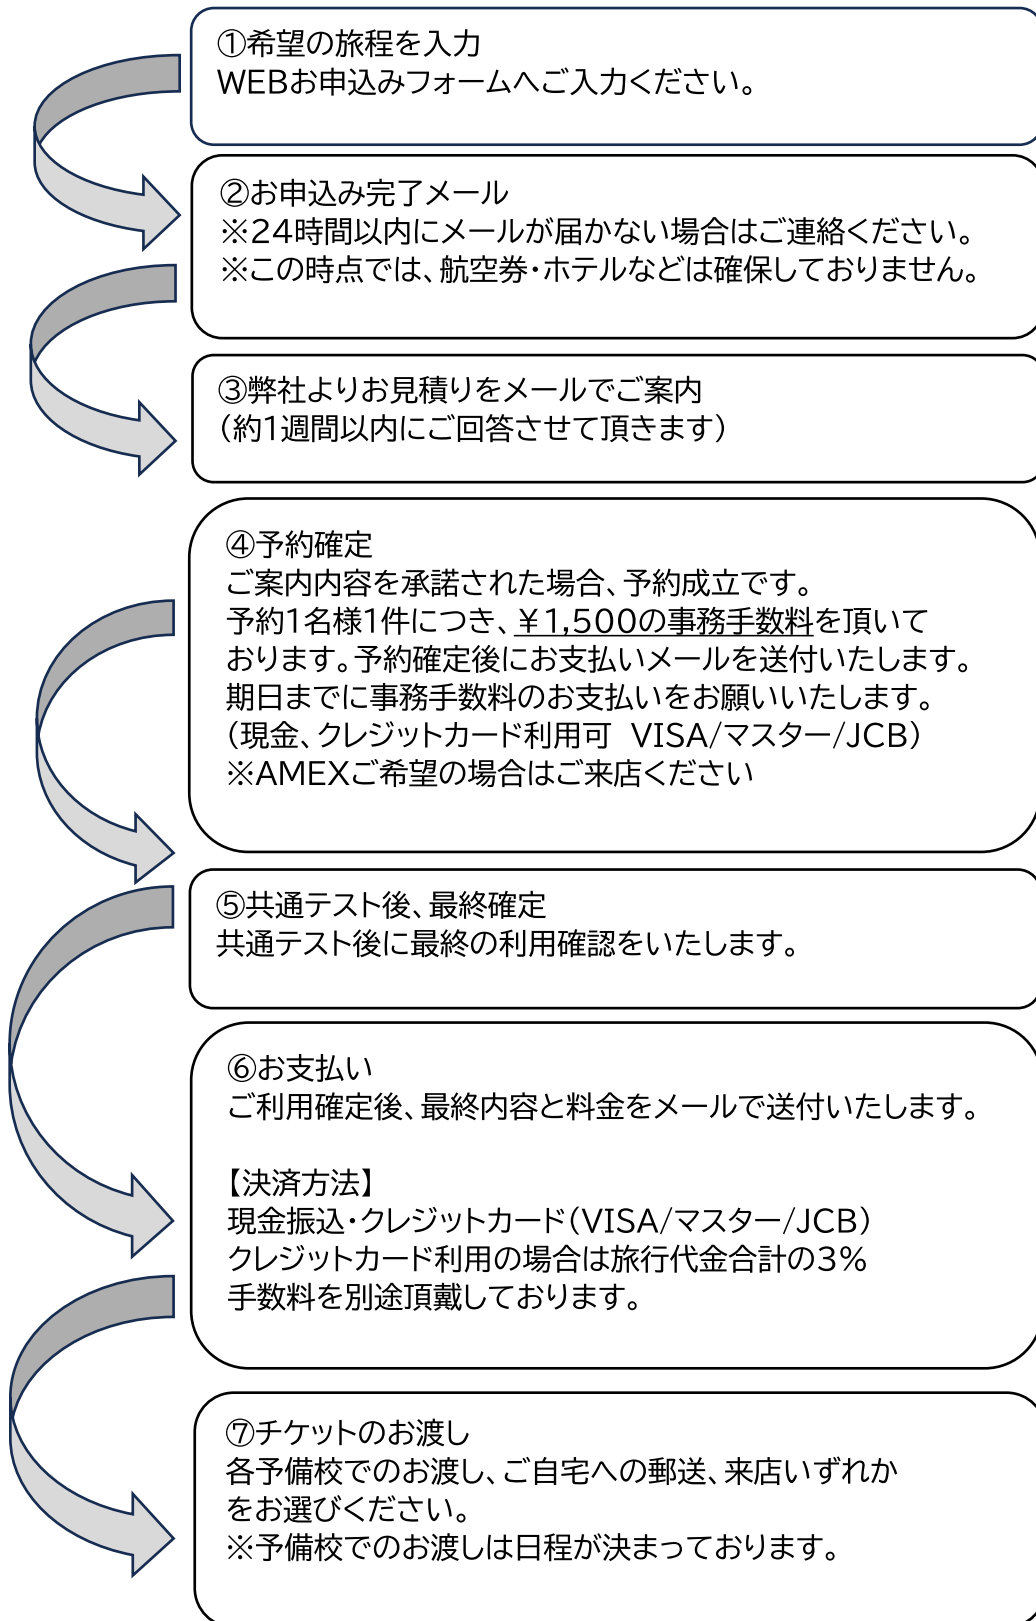 ①希望の旅程を入力
WEBお申込みフォームへご入力ください。
②お申込み完了メール
※24時間以内にメールが届かない場合はご連絡ください。
※この時点では、航空券・ホテルなどは確保しておりません。
③弊社よりお見積りをメールでご案内
（約1週間以内にご回答させて頂きます）
④予約確定
ご案内内容を承諾された場合、予約成立です。
予約1名様1件につき、￥1,500の事務手数料を頂いて
おります。予約確定後にお支払いメールを送付いたします。
期日までに事務手数料のお支払いをお願いいたします。
（現金、クレジットカード利用可　VISA/マスター/JCB）
※AMEXご希望の場合はご来店ください
⑤共通テスト後、最終確定
共通テスト後に最終の利用確認をいたします。
⑥お支払い
ご利用確定後、最終内容と料金をメールで送付いたします。
【決済方法】
現金振込・クレジットカード（VISA/マスター/JCB）
クレジットカード利用の場合は旅行代金合計の3%
手数料を別途頂戴しております。
⑦チケットのお渡し
各予備校でのお渡し、ご自宅への郵送、来店いずれか
をお選びください。
※予備校でのお渡しは日程が決まっております。